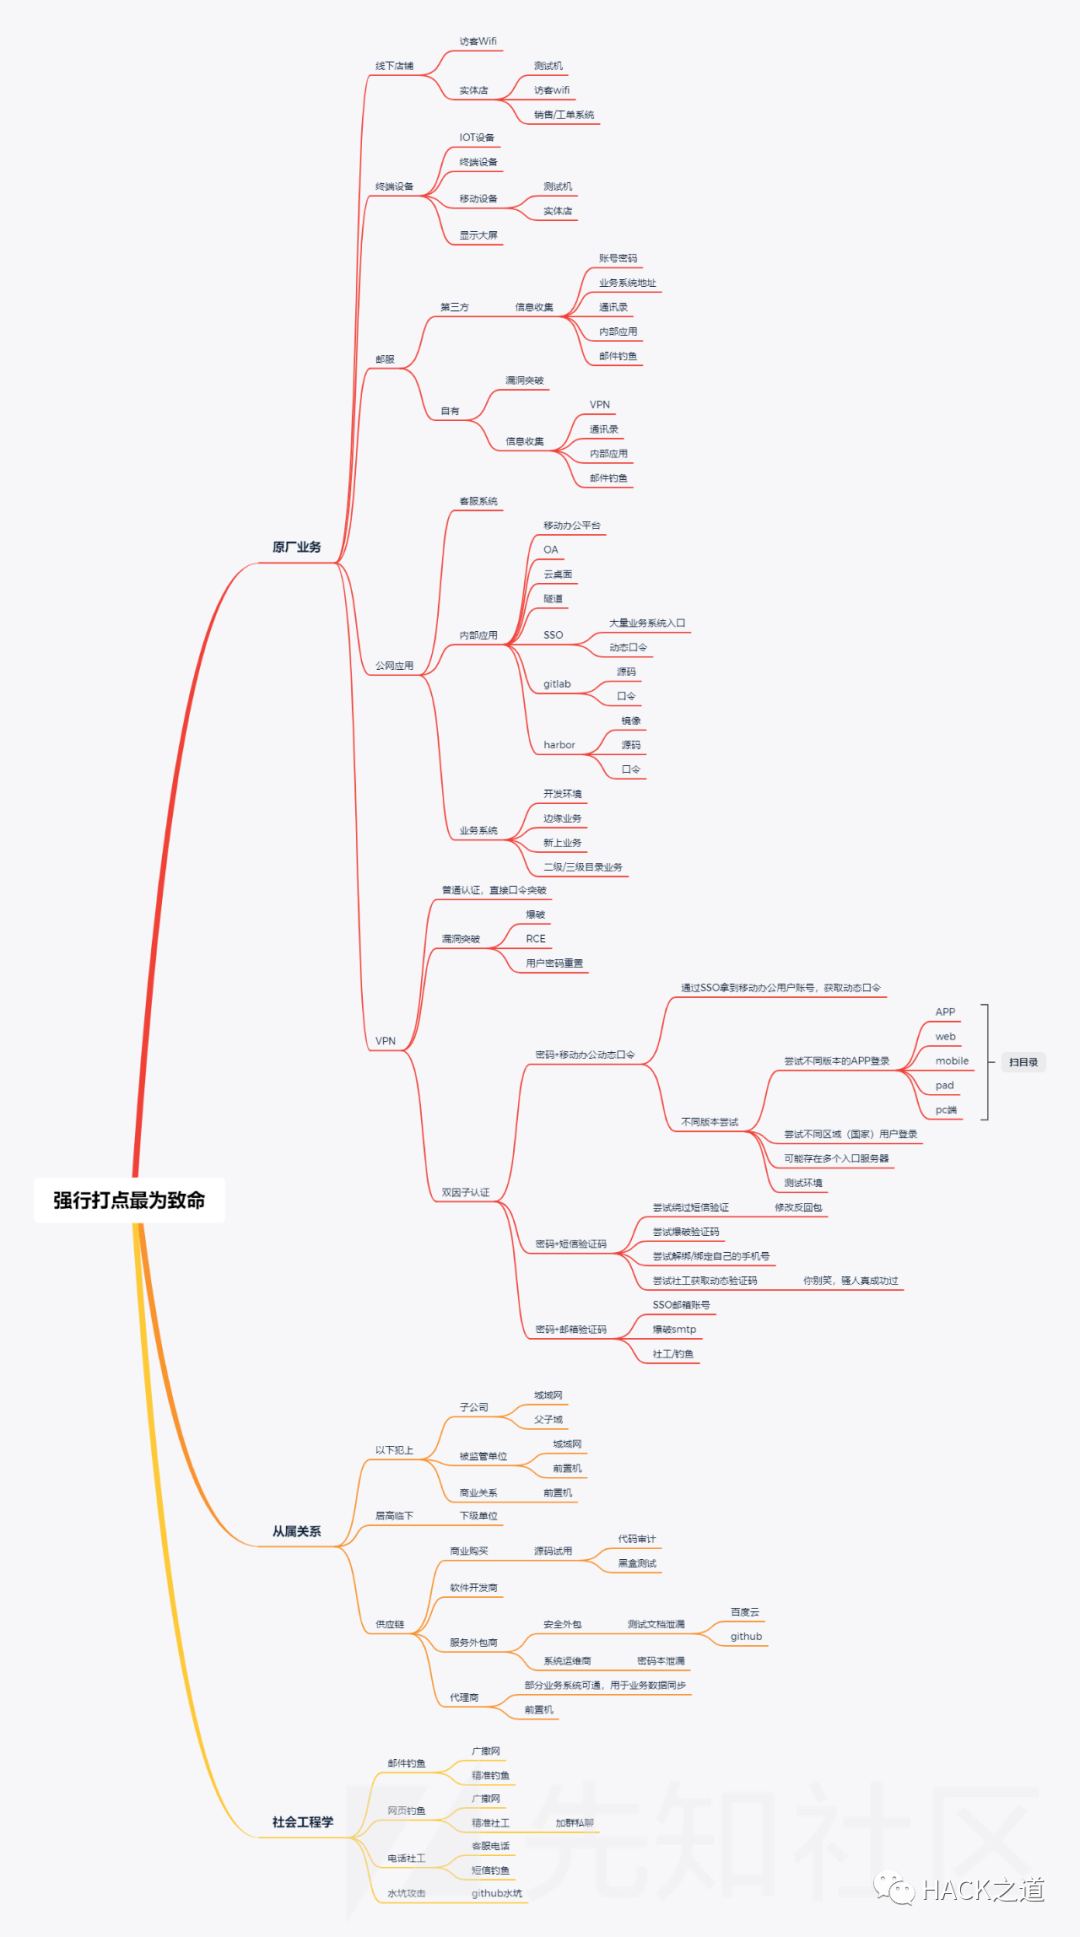 访客Wifi
线下店铺
测试机
实体店
访客wifi
销售/工单系统
IOT设备
终端设备
终端设备
移动设备
测试机
实体店
显示大屏
账号密码
业务系统地址
第三方
信息收集
通讯录
内部应用
邮件钓鱼
邮服
漏洞突破
自有
VPN
通讯录
信息收集
内部应用
邮件钓鱼
客服系统
移动办公平台
OA
云桌面
隧道
原厂业务
内部应用
SSO
大量业务系统入口
动态口令
公网应用
gitlab
源码
口令
harbor
镜像
源码
口令
业务系统
开发环境
边缘业务
新上业务
二级/三级目录业务
普通认证，直接口令突破
漏洞突破
爆破
RCE
用户密码重置
VPN
通过SSO拿到移动办公用户账号，获取动态口令
密码+移动办公动态口令
尝试不同版本的APP登录
APP
web
mobile
pad
pc端
扫目录
不同版本尝试
尝试不同区域（国家）用户登录
可能存在多个入口服务器
测试环境
双因子认证
强行打点最为致命
尝试绕过短信验证
修改反回包
尝试爆破验证码
密码+短信验证码
尝试解绑/绑定自己的手机号
尝试社工获取动态验证码
你别笑，骚人真成功过
SSO邮箱账号
密码+邮箱验证码
爆破smtp
社工/钓鱼
子公司
城域网
父子域
以下犯上
被监管单位
城域网
前置机
商业关系
前置机
居高临下
下级单位
从属关系
商业购买
源码试用
代码审计
黑盒测试
软件开发商
供应链
服务外包商
安全外包
测试文档泄漏
百度云
github
系统运维商
密码本泄漏
代理商
部分业务系统可通，用于业务数据同步
前置机
邮件钓鱼
广撒网
精准钓鱼
网页钓鱼
广撒网
精准社工
加群私聊
社会工程学
电话社工
客服电话
短信钓鱼
水坑攻击
github水坑
先知社区
HACK之道